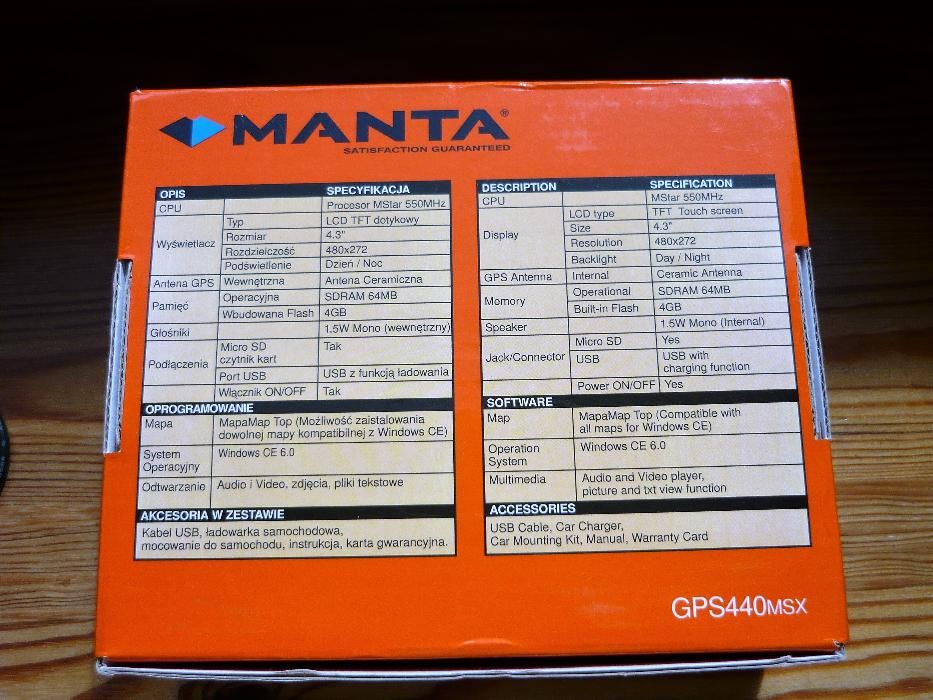 MANTA®
SATISFACTION GUARANTEED
OPIS SPECYFIKACJA
CPU Procesor MStar 550MHz
Wyświetlacz Typ LCD TFT dotykowy
Rozmiar 4.3"
Rozdzielczość 480x272
Podświetlenie Dzień / Noc
Antena GPS Wewnętrzna Antena Ceramiczna
Pamięć Operacyjna SDRAM 64MB
Wbudowana Flash 4GB
Głośniki 1.5W Mono (wewnętrzny)
Podłączenia Micro SD
czytnik kart Tak
Port USB USB z funkcją ładowania
Włącznik ON/OFF Tak
OPROGRAMOWANIE
Mapa MapaMap Top (Możliwość zaistalowania
dowolnej mapy kompatibilnej z Windows CE)
System
Operacyjny Windows CE 6.0
Odtwarzanie Audio i Video, zdjęcia, pliki tekstowe
AKCESORIA W ZESTAWIE
Kabel USB, ładowarka samochodowa,
mocowanie do samochodu, instrukcja, karta gwarancyjna.
DESCRIPTION SPECIFICATION
CPU MStar 550MHz
Display LCD type TFT Touch screen
Size 4.3"
Resolution 480x272
Backlight Day / Night
GPS Antenna Internal Ceramic Antenna
Memory Operational SDRAM 64MB
Built-in Flash 4GB
Speaker 1.5W Mono (Internal)
Jack/Connector Micro SD Yes
USB USB with
charging function
Power ON/OFF Yes
SOFTWARE
Map MapaMap Top (Compatible with
all maps for Windows CE)
Operation
System Windows CE 6.0
Multimedia Audio and Video player,
picture and txt view function
ACCESSORIES
USB Cable, Car Charger,
Car Mounting Kit, Manual, Warranty Card
GPS440MSX